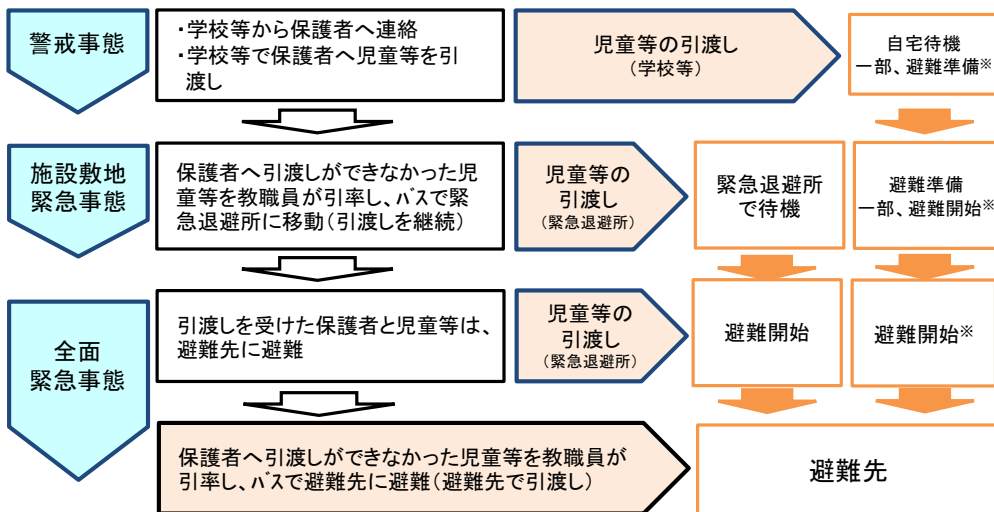 警戒事態
・学校等から保護者へ連絡
・学校等で保護者へ児童等を引
渡し
児童等の引渡し
(学校等)
自宅待機
一部、避難準備※
施設敷地
緊急事態
保護者へ引渡しができなかった児
童等を教職員が引率し、バスで緊
急退避所に移動(引渡しを継続)
児童等の
引渡し
(緊急退避所)
緊急退避所
で待機
避難準備
一部、避難開始※
全面
緊急事態
引渡しを受けた保護者と児童等は、
避難先に避難
児童等の
引渡し
(緊急退避所)
避難開始
避難開始※
保護者へ引渡しができなかった児童等を教職員が
引率し、バスで避難先に避難(避難先で引渡し)
避難先